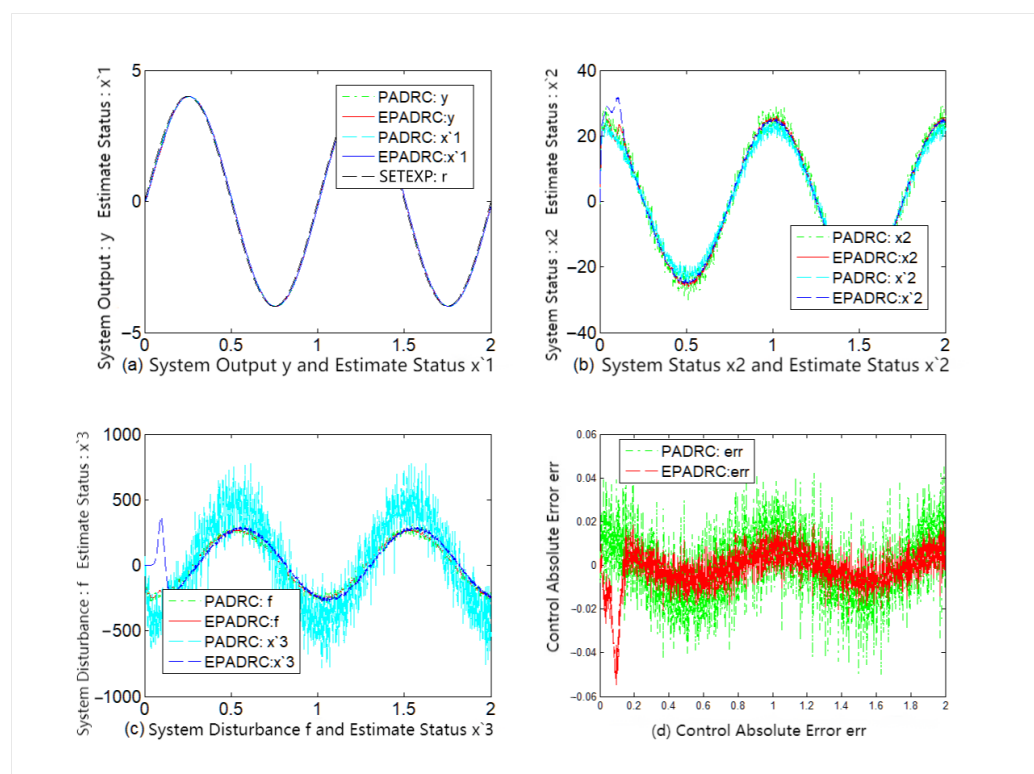 System Output : y    Estimate Status : x`1
5
0
−5
PADRC: y
EPADRC:y
PADRC: x`1
EPADRC:x`1
SETEXP: r
0 0.5 1 1.5 2
(a) System Output y and Estimate Status x`1
System Status : x2    Estimate Status : x`2
40
20
0
−20
−40
PADRC: x2
EPADRC:x2
PADRC: x`2
EPADRC:x`2
0 0.5 1 1.5 2
(b) System Status x2 and Estimate Status x`2
System Disturbance : f    Estimate Status : x`3
1000
500
0
−500
−1000
PADRC: f
EPADRC:f
PADRC: x`3
EPADRC:x`3
0 0.5 1 1.5 2
(c) System Disturbance f and Estimate Status x`3
Control Absolute Error err
0.06
0.04
0.02
0
−0.02
−0.04
−0.06
PADRC: err
EPADRC:err
0 0.2 0.4 0.6 0.8 1 1.2 1.4 1.6 1.8 2
(d) Control Absolute Error err